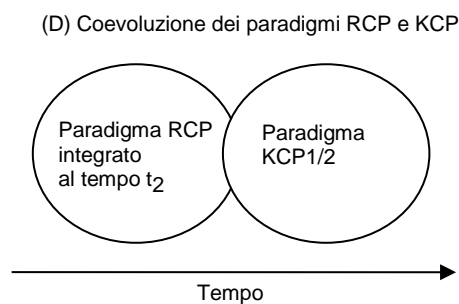 (D) Coevoluzione dei paradigmi RCP e KCP
Paradigma RCP
integrato
al tempo t2
Paradigma
KCP1/2
Tempo